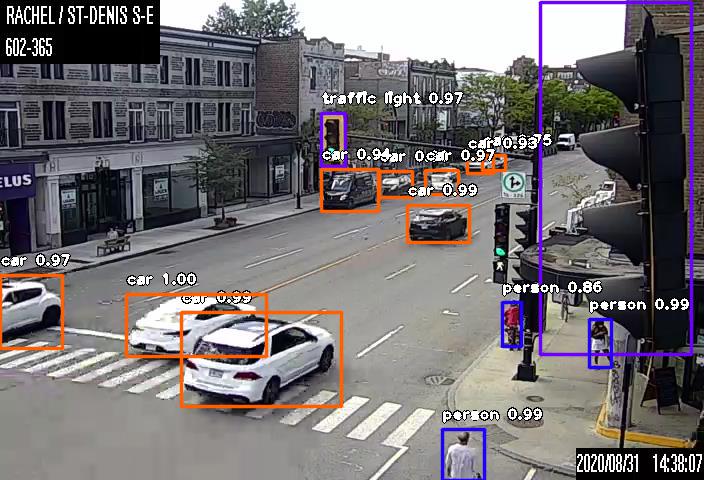 RACHEL / ST-DENIS S-E
602-365
traffic light 0.97
car 0.94
car 0.97
car 0.93
0.75
car 0.99
ELUS
car 0.97
car 1.00
car 0.99
person 0.86
person 0.99
person 0.99
2020/08/31 14:38:07